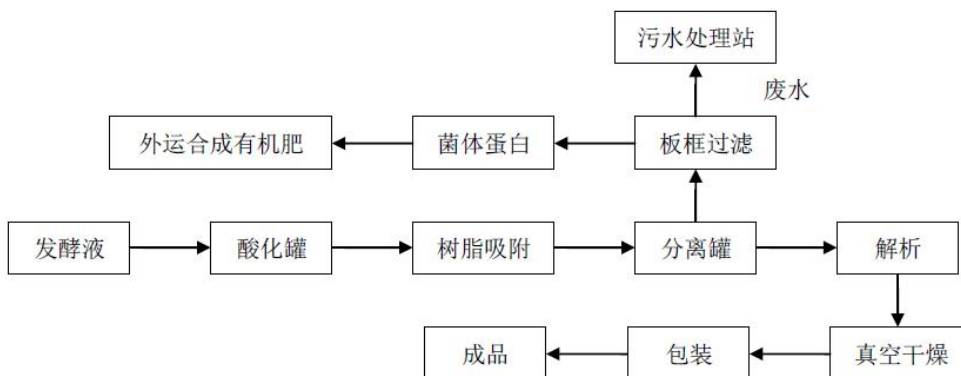 污水处理站
废水
外运合成有机肥
菌体蛋白
板框过滤
发酵液
酸化罐
树脂吸附
分离罐
解析
成品
包装
真空干燥